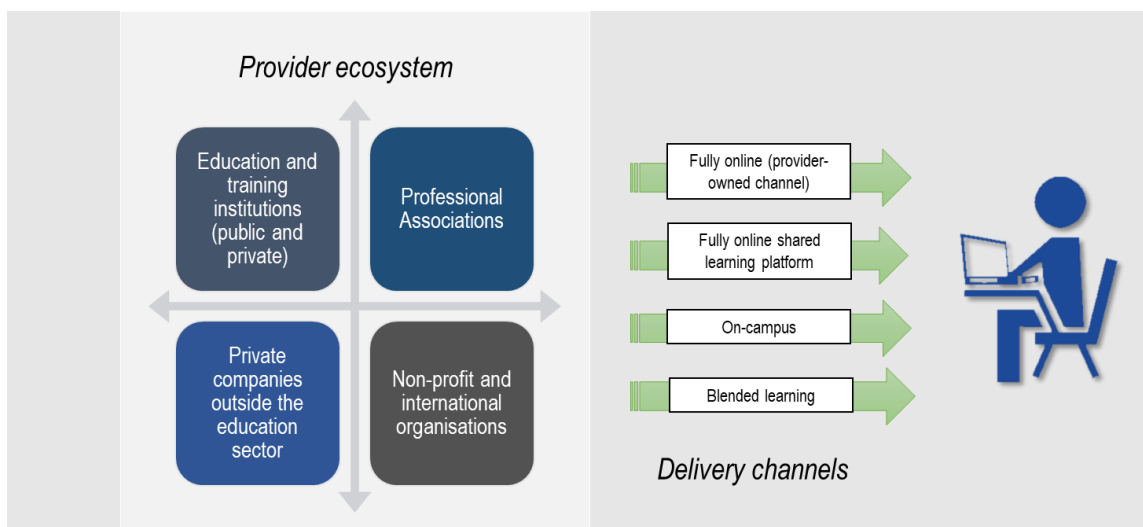 Provider ecosystem
Education and
training
institutions
(public and
private)
Professional
Associations
Private
companies
outside the
education
sector
Non-profit and
international
organisations
Fully online (provider-
owned channel)
Fully online shared
learning platform
On-campus
Blended learning
Delivery channels